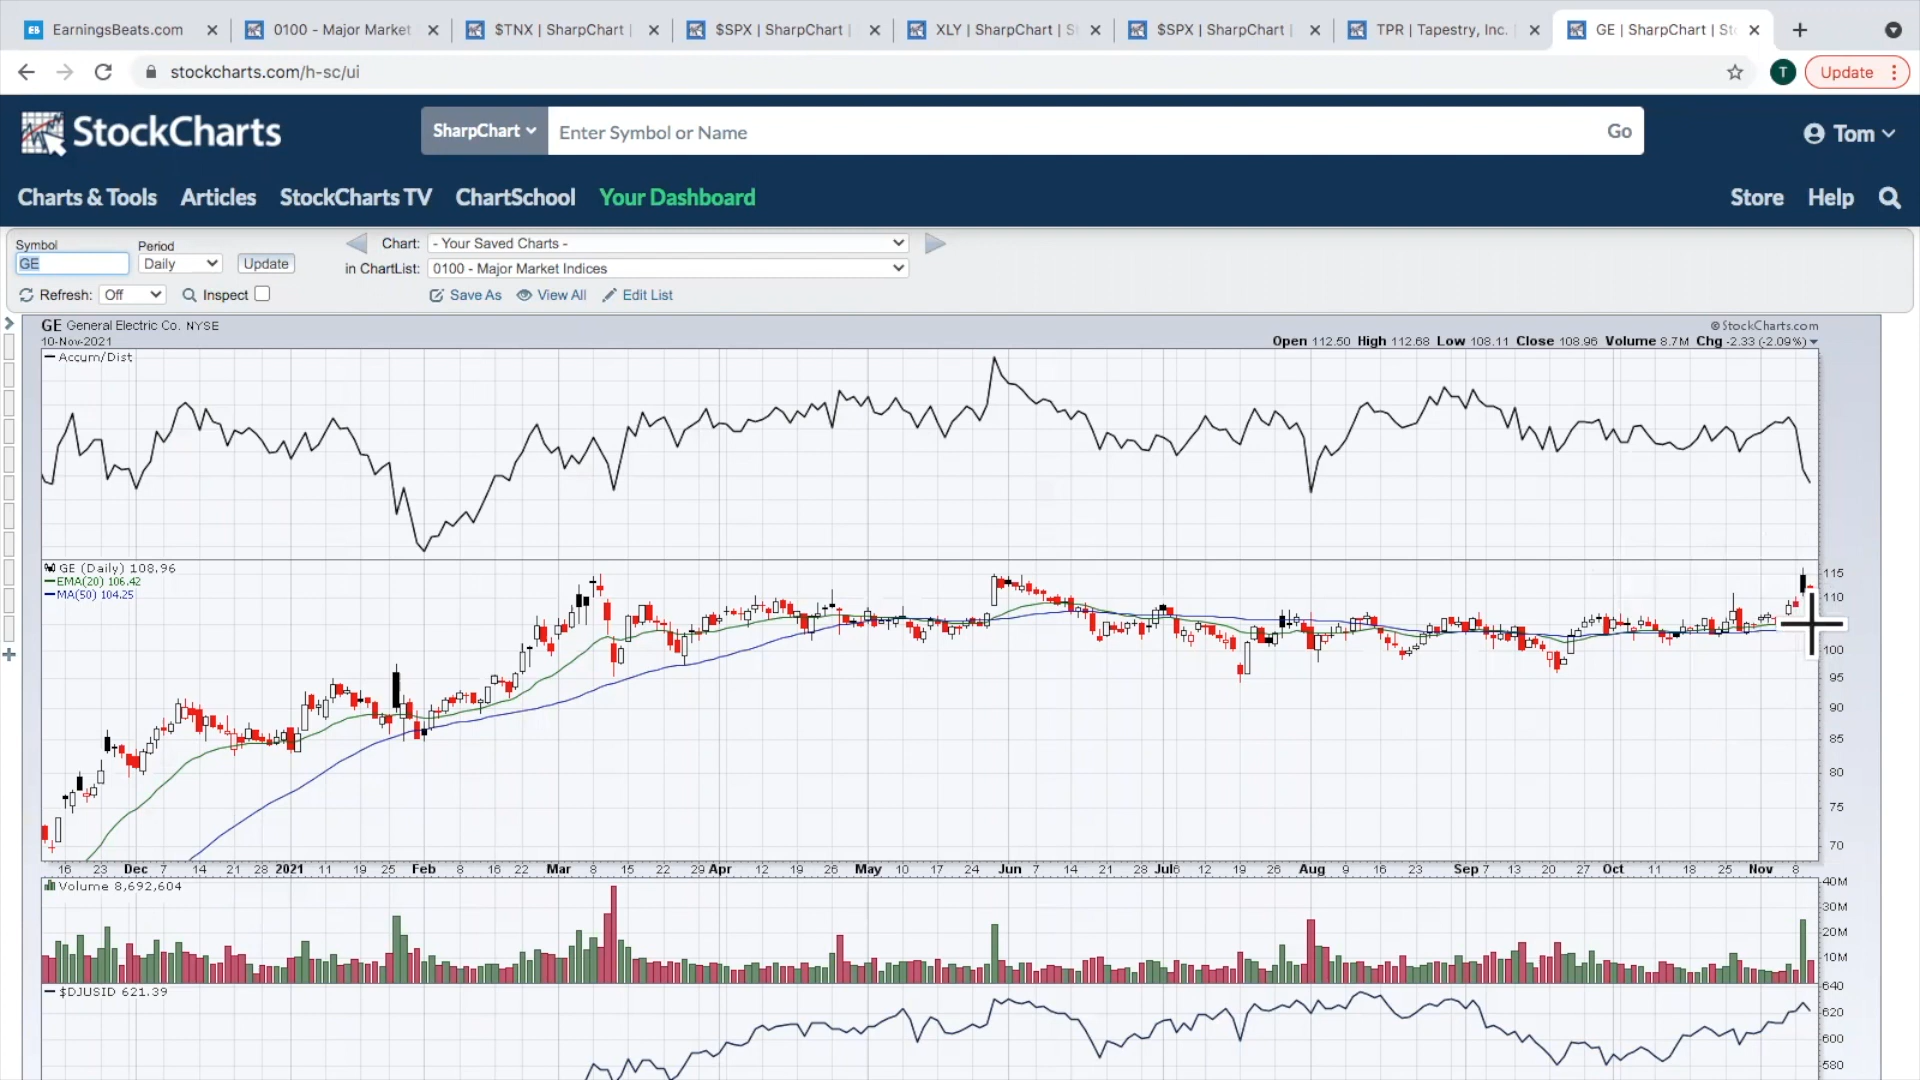 EarningsBeats.com
0100 - Major Market
$TNX | SharpChart |
$SPX | SharpChart |
XLY | SharpChart | S
$SPX | SharpChart |
TPR | Tapestry, Inc.
GE | SharpChart | Sto
stockcharts.com/h-sc/ui
T
Update
StockCharts
SharpChart
Enter Symbol or Name
Go
Tom
Charts & Tools
Articles
StockCharts TV
ChartSchool
Your Dashboard
Store
Help
Symbol
Period
Chart:
- Your Saved Charts -
GE
Daily
Update
in ChartList:
0100 - Major Market Indices
Refresh:
Off
Inspect
Save As
View All
Edit List
GE General Electric Co. NYSE
© StockCharts.com
10-Nov-2021
Open 112.50 High 112.68 Low 108.11 Close 108.96 Volume 8.7M Chg -2.33 (-2.09%)
Accum/Dist
GE (Daily) 108.96
EMA(20) 106.42
MA(50) 104.25
115
110
100
95
90
85
80
75
70
16 23 Dec 7 14 21 28 2021 11 19 25 Feb 8 16 22 Mar 8 15 22 29 Apr 12 19 26 May 10 17 24 Jun 7 14 21 28 Jul 6 12 19 26 Aug 9 16 23 Sep 7 13 20 27 Oct 11 18 25 Nov 8
Volume 8,692,604
40M
30M
20M
10M
$DJUSID 621.39
640
620
600
580